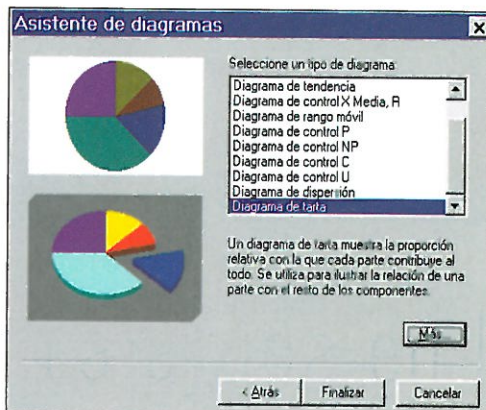 Asistente de diagramas
Seleccione un tipo de diagrama:
Diagrama de tendencia
Diagrama de control X Media, R
Diagrama de rango móvil
Diagrama de control P
Diagrama de control NP
Diagrama de control C
Diagrama de control U
Diagrama de dispersión
Diagrama de tarta
Un diagrama de tarta muestra la proporción
relativa con la que cada parte contribuye al
todo. Se utiliza para ilustrar la relación de una
parte con el resto de los componentes.
Más...
< Atrás
Finalizar
Cancelar